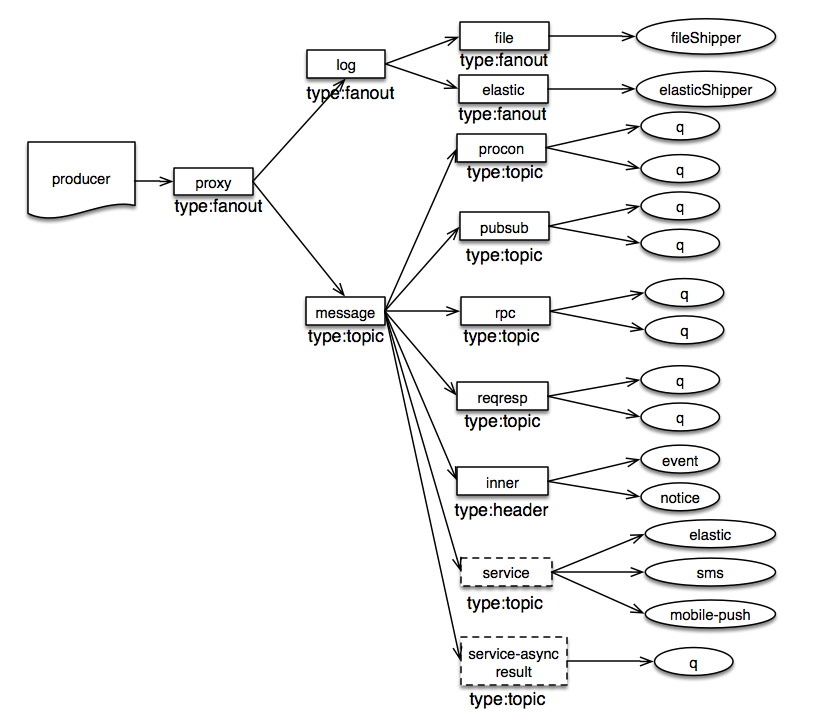 file
type:fanout
fileShipper
log
type:fanout
elastic
type:fanout
elasticShipper
producer
proxy
type:fanout
procon
type:topic
q
q
pubsub
type:topic
q
q
message
type:topic
rpc
type:topic
q
q
reqresp
type:topic
q
q
inner
type:header
event
notice
service
type:topic
elastic
sms
mobile-push
service-async
result
type:topic
q